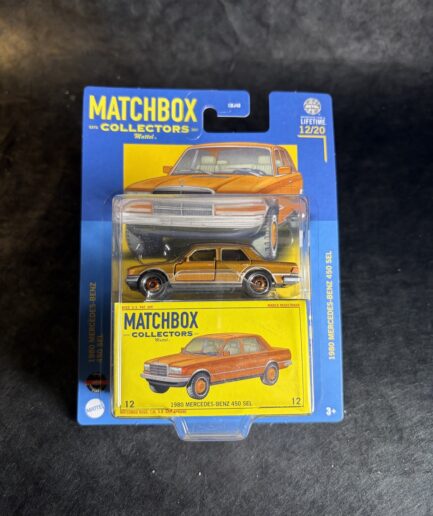 MATCHBOX
COLLECTORS
Mattel
LIFETIME
12/20
1980 MERCEDES-BENZ
450 SEL
1980 MERCEDES-BENZ 450 SEL
MATCHBOX
COLLECTORS
Mattel
12
1980 MERCEDES-BENZ 450 SEL
12
MATTEL
3+